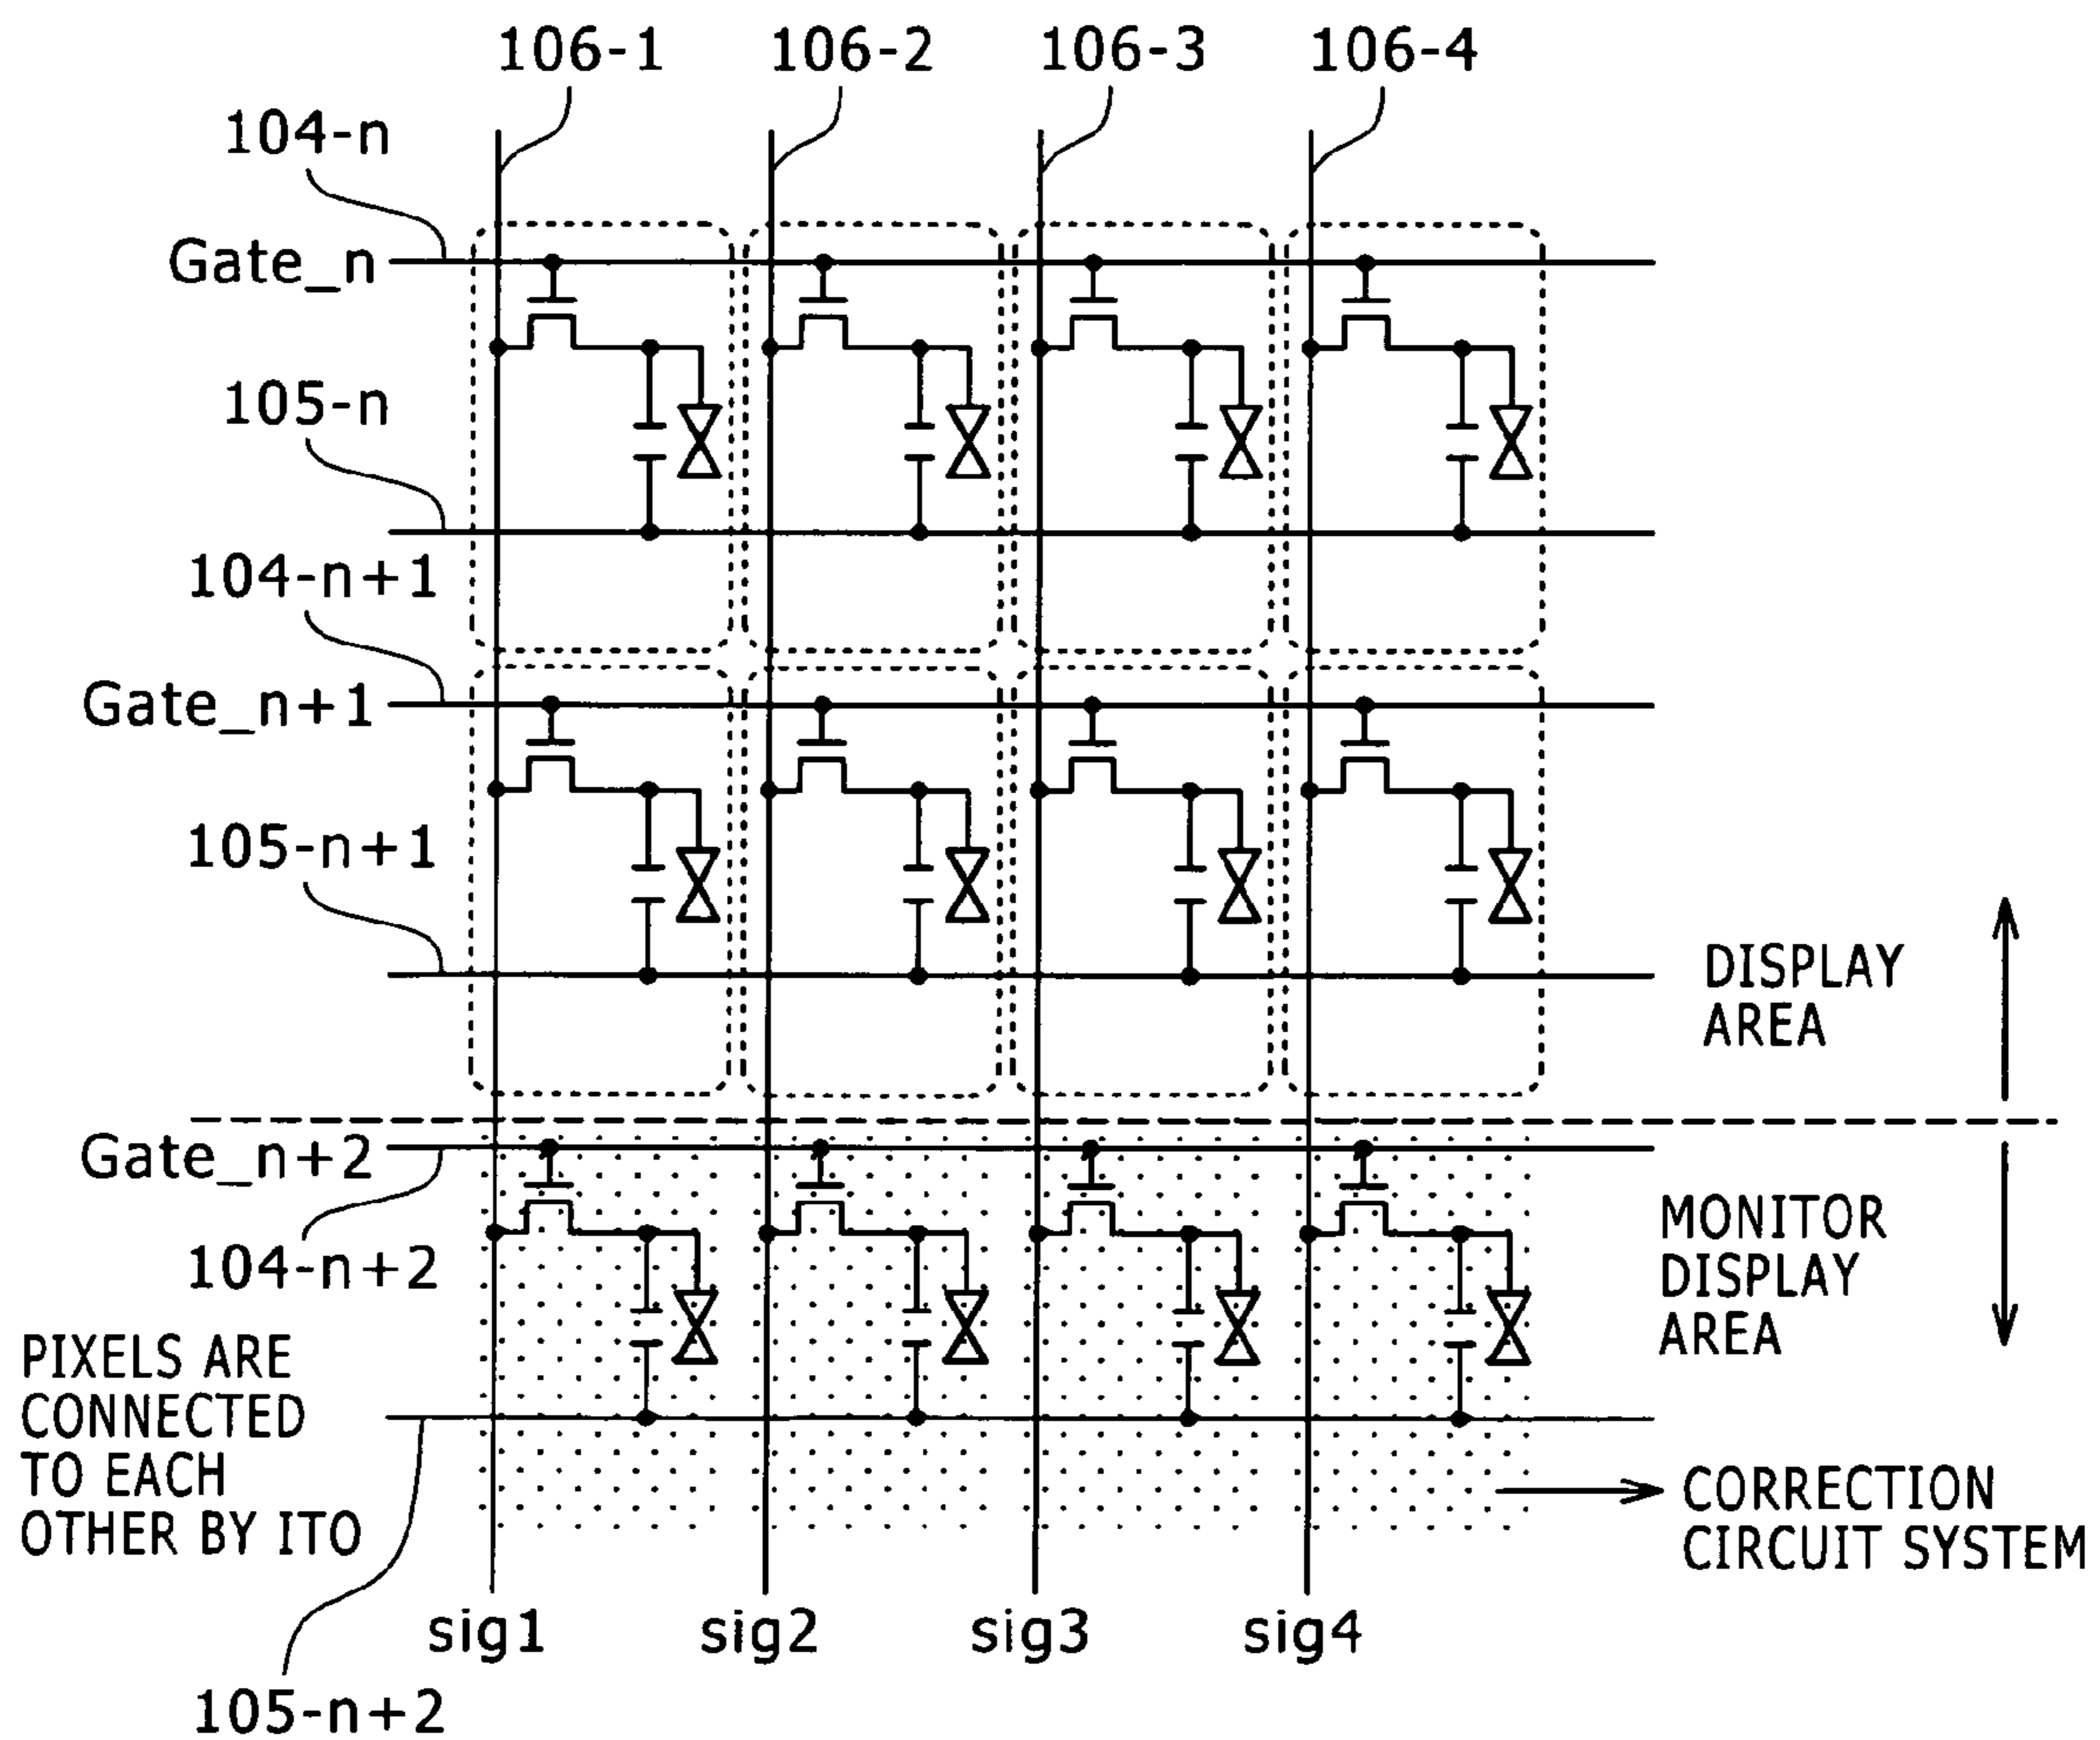 106-1
106-2
106-3
106-4
104-n
Gate_n
105-n
104-n+1
Gate_n+1
105-n+1
DISPLAY
AREA
Gate_n+2
104-n+2
MONITOR
DISPLAY
AREA
PIXELS ARE
CONNECTED
TO EACH
OTHER BY ITO
CORRECTION
CIRCUIT SYSTEM
sig1
sig2
sig3
sig4
105-n+2